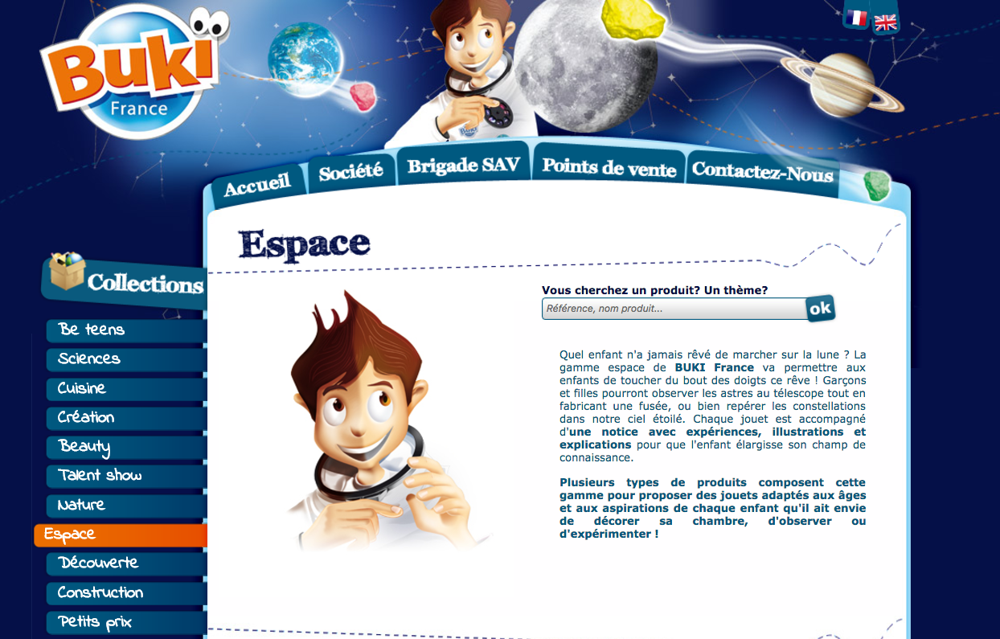 Buki
France
Accueil
Société
Brigade SAV
Points de vente
Contactez-Nous
Espace
Collections
Be teens
Sciences
Cuisine
Création
Beauty
Talent show
Nature
Espace
Découverte
Construction
Petits prix
Vous cherchez un produit? Un thème?
Référence, nom produit...
ok
Quel enfant n'a jamais rêvé de marcher sur la lune ? La
gamme espace de BUKI France va permettre aux
enfants de toucher du bout des doigts ce rêve ! Garçons
et filles pourront observer les astres au télescope tout en
fabricant une fusée, ou bien repérer les constellations
dans notre ciel étoilé. Chaque jouet est accompagné
d'une notice avec expériences, illustrations et
explications pour que l'enfant élargisse son champ de
connaissance.
Plusieurs types de produits composent cette
gamme pour proposer des jouets adaptés aux âges
et aux aspirations de chaque enfant qu'il ait envie
de décorer sa chambre, d'observer ou
d'expérimenter !